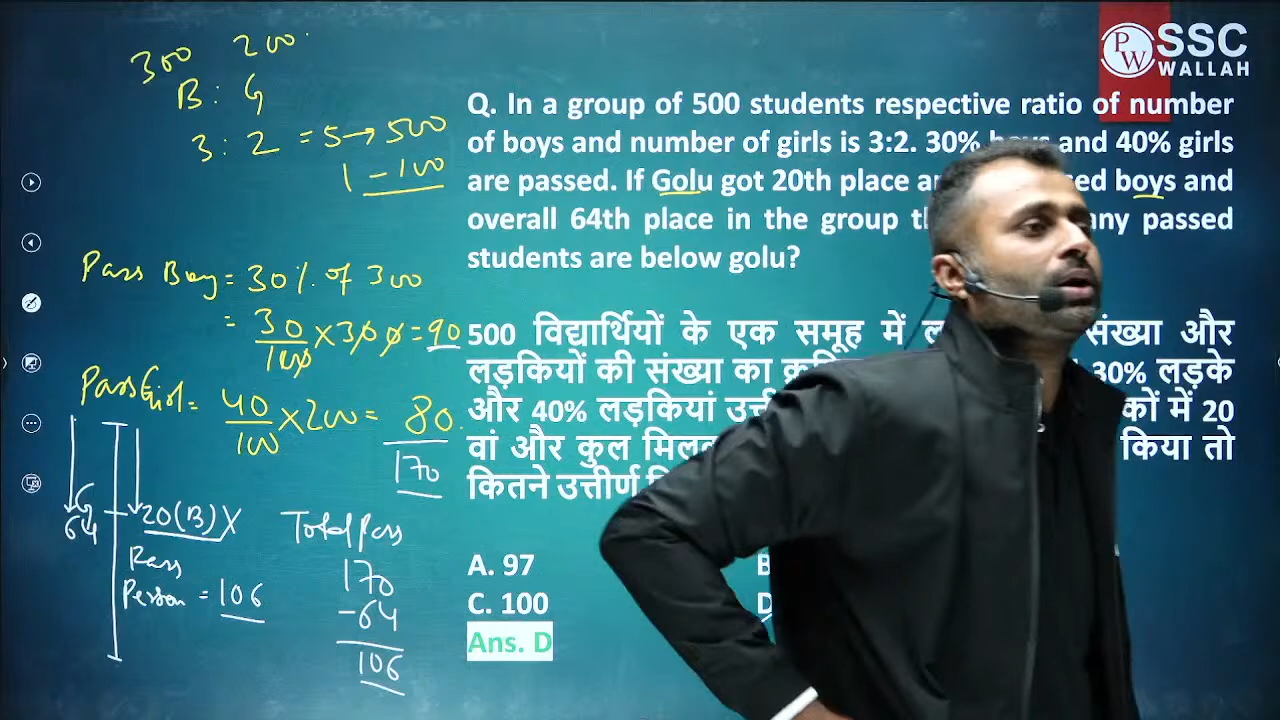 300 200
B : G
3 : 2 = 5 → 500
1 – 100
Pass Boy = 30% of 300
= 30/100 × 300 = 90
Pass Girl = 40/100 × 200 = 80
170
G
64
20(B)
Pass
Person = 106
Total Pass
170
-64
106
PW SSC
WALLAH
Q. In a group of 500 students respective ratio of number
of boys and number of girls is 3:2. 30% boys and 40% girls
are passed. If Golu got 20th place boys and
overall 64th place in the group passed
students are below golu?
500 विद्यार्थियों के एक समूह में संख्या और
लड़कियों की संख्या का 30% लड़के
और 40% लड़कियां में 20
वां और कुल किया तो
कितने उत्तीर्ण
A. 97
B
C. 100
D
Ans. D